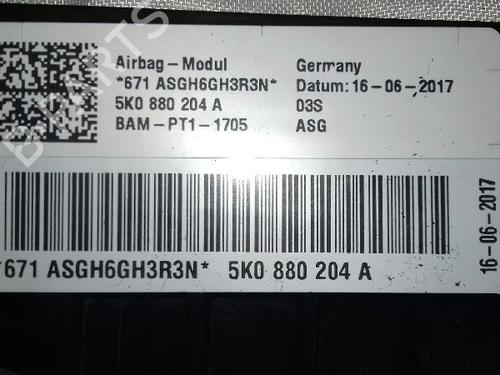 Airbag-Modul Germany
*671 ASGH6GH3R3N* Datum: 16-06-2017
5K0 880 204 A 03S
BAM-PT1-1705 ASG
*671 ASGH6GH3R3N* 5K0 880 204 A
16-06-2017